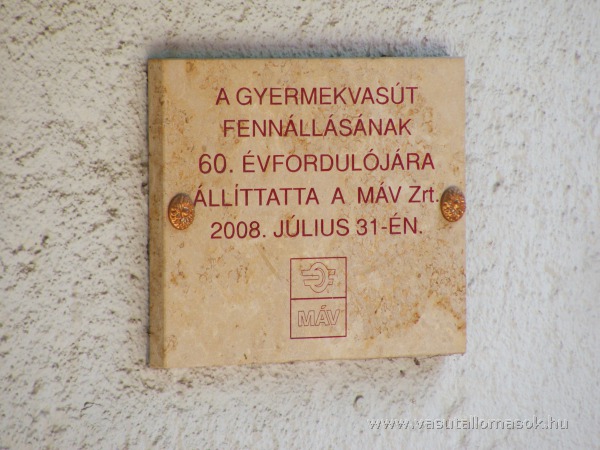 A GYERMEKVASÚT
FENNÁLLÁSÁNAK
60. ÉVFORDULÓJÁRA
ÁLLÍTTATTA A MÁV Zrt.
2008. JÚLIUS 31-ÉN.
MÁV
www.vasutallomasok.hu